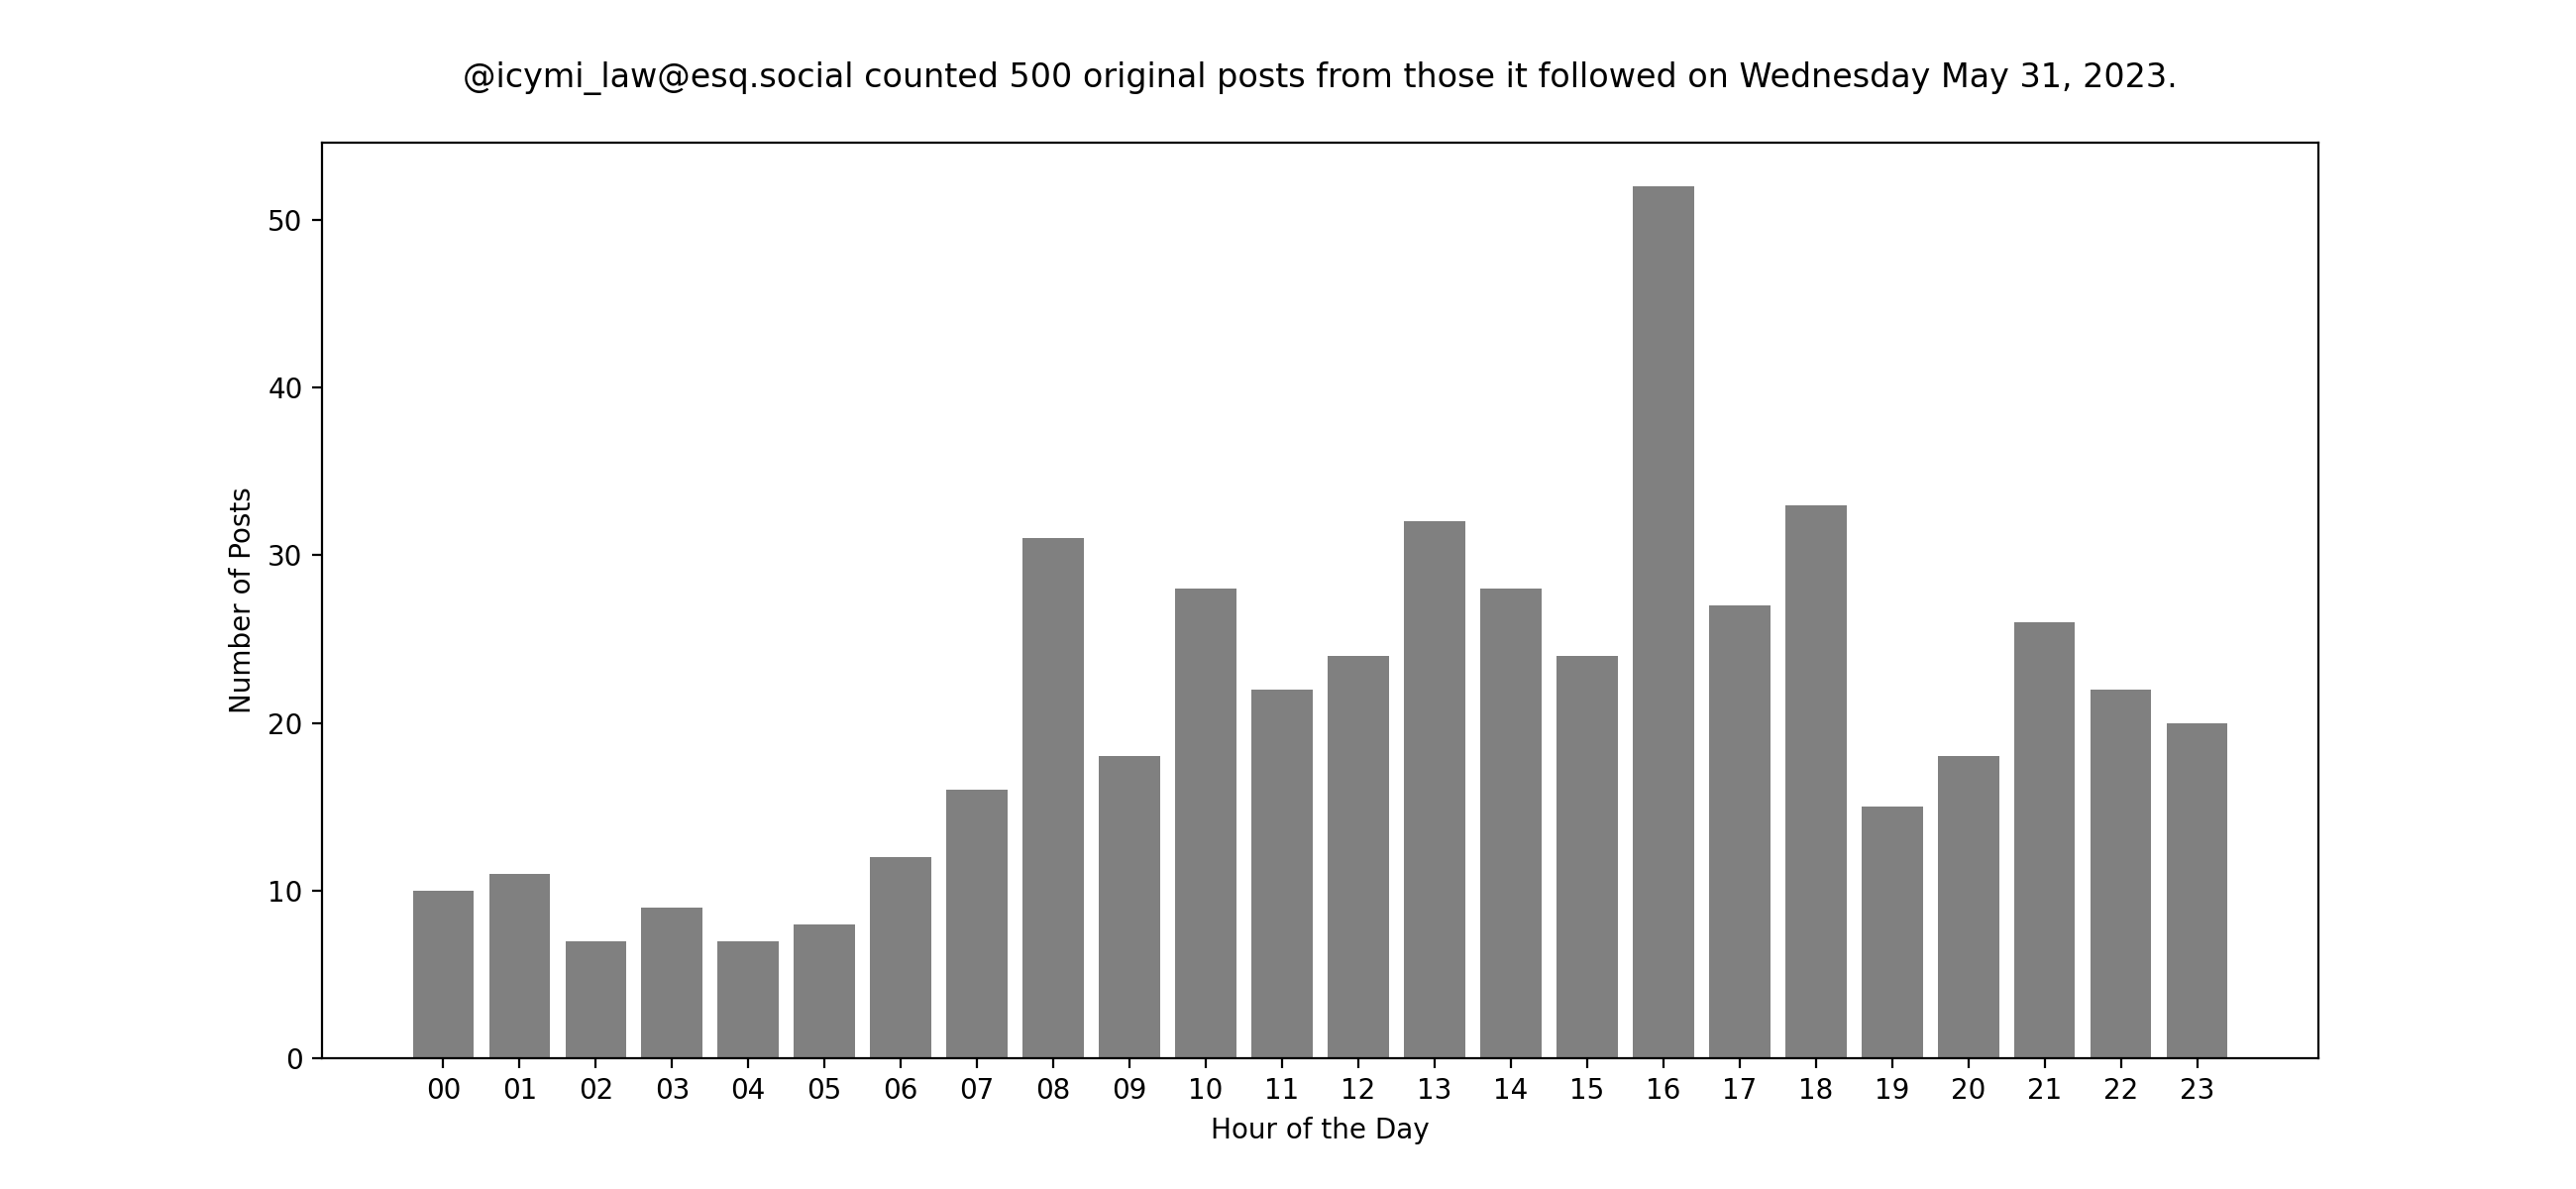 @icymi_law@esq.social counted 500 original posts from those it followed on Wednesday May 31, 2023.
50
40
30
20
10
0
Number of Posts
00 01 02 03 04 05 06 07 08 09 10 11 12 13 14 15 16 17 18 19 20 21 22 23
Hour of the Day